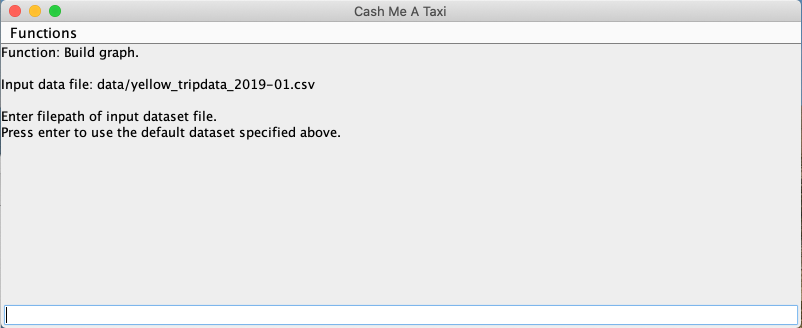 Cash Me A Taxi
Functions
Function: Build graph.
Input data file: data/yellow_tripdata_2019-01.csv
Enter filepath of input dataset file.
Press enter to use the default dataset specified above.